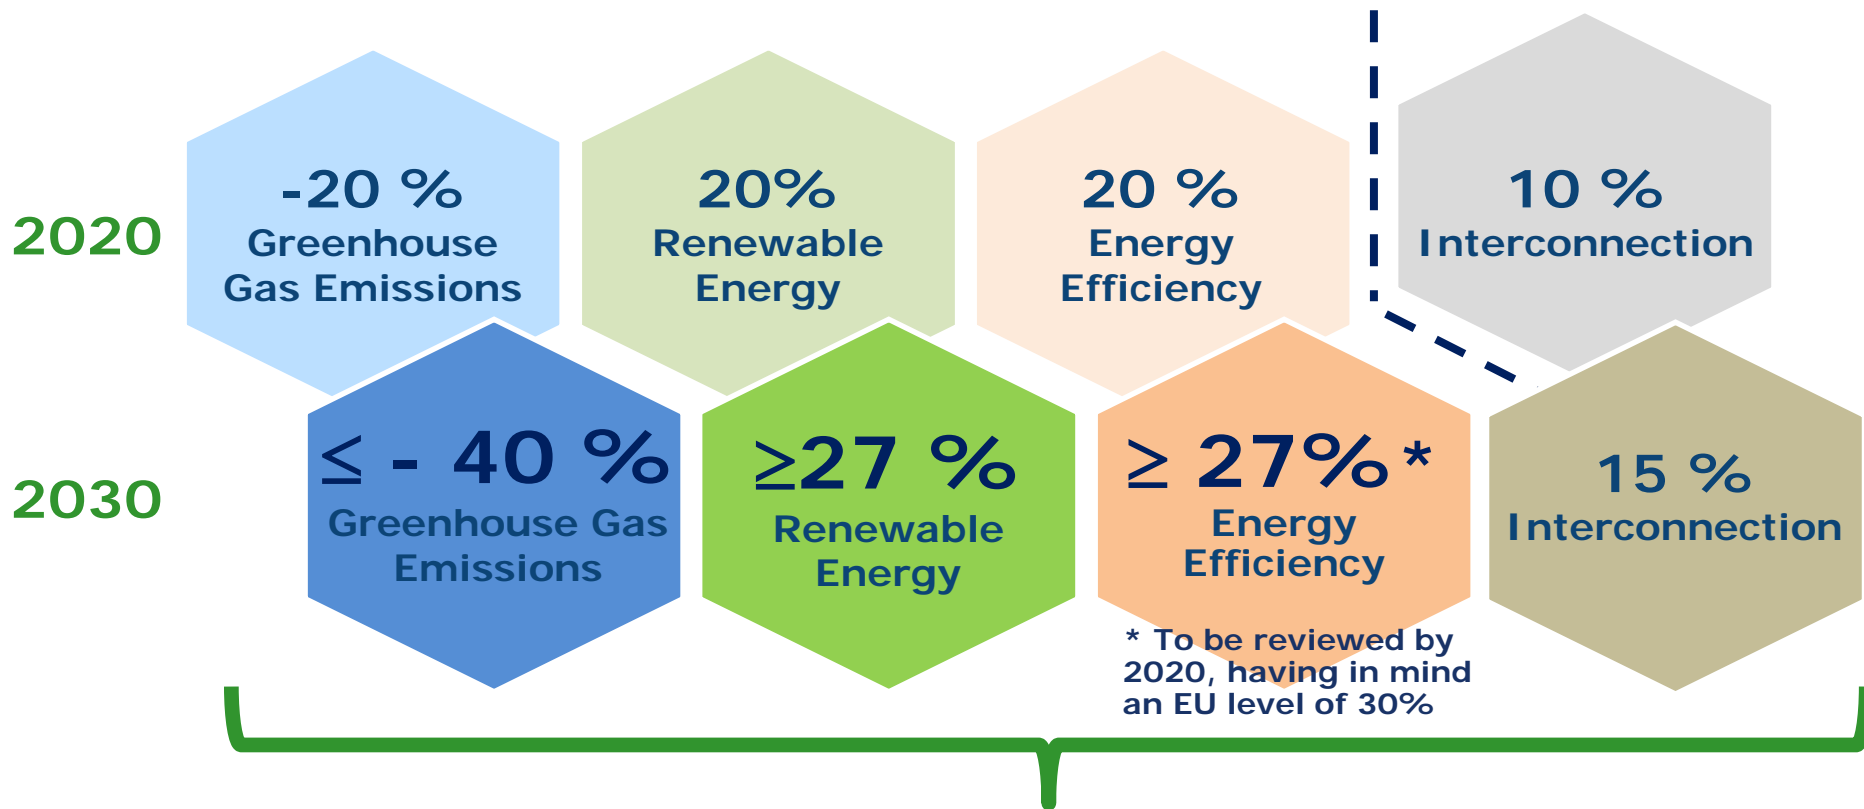 2020
-20 %
Greenhouse
Gas Emissions
20%
Renewable
Energy
20 %
Energy
Efficiency
10 %
Interconnection
2030
≤ - 40 %
Greenhouse Gas
Emissions
≥27 %
Renewable
Energy
≥ 27% *
Energy
Efficiency
* To be reviewed by
2020, having in mind
an EU level of 30%
15 %
Interconnection